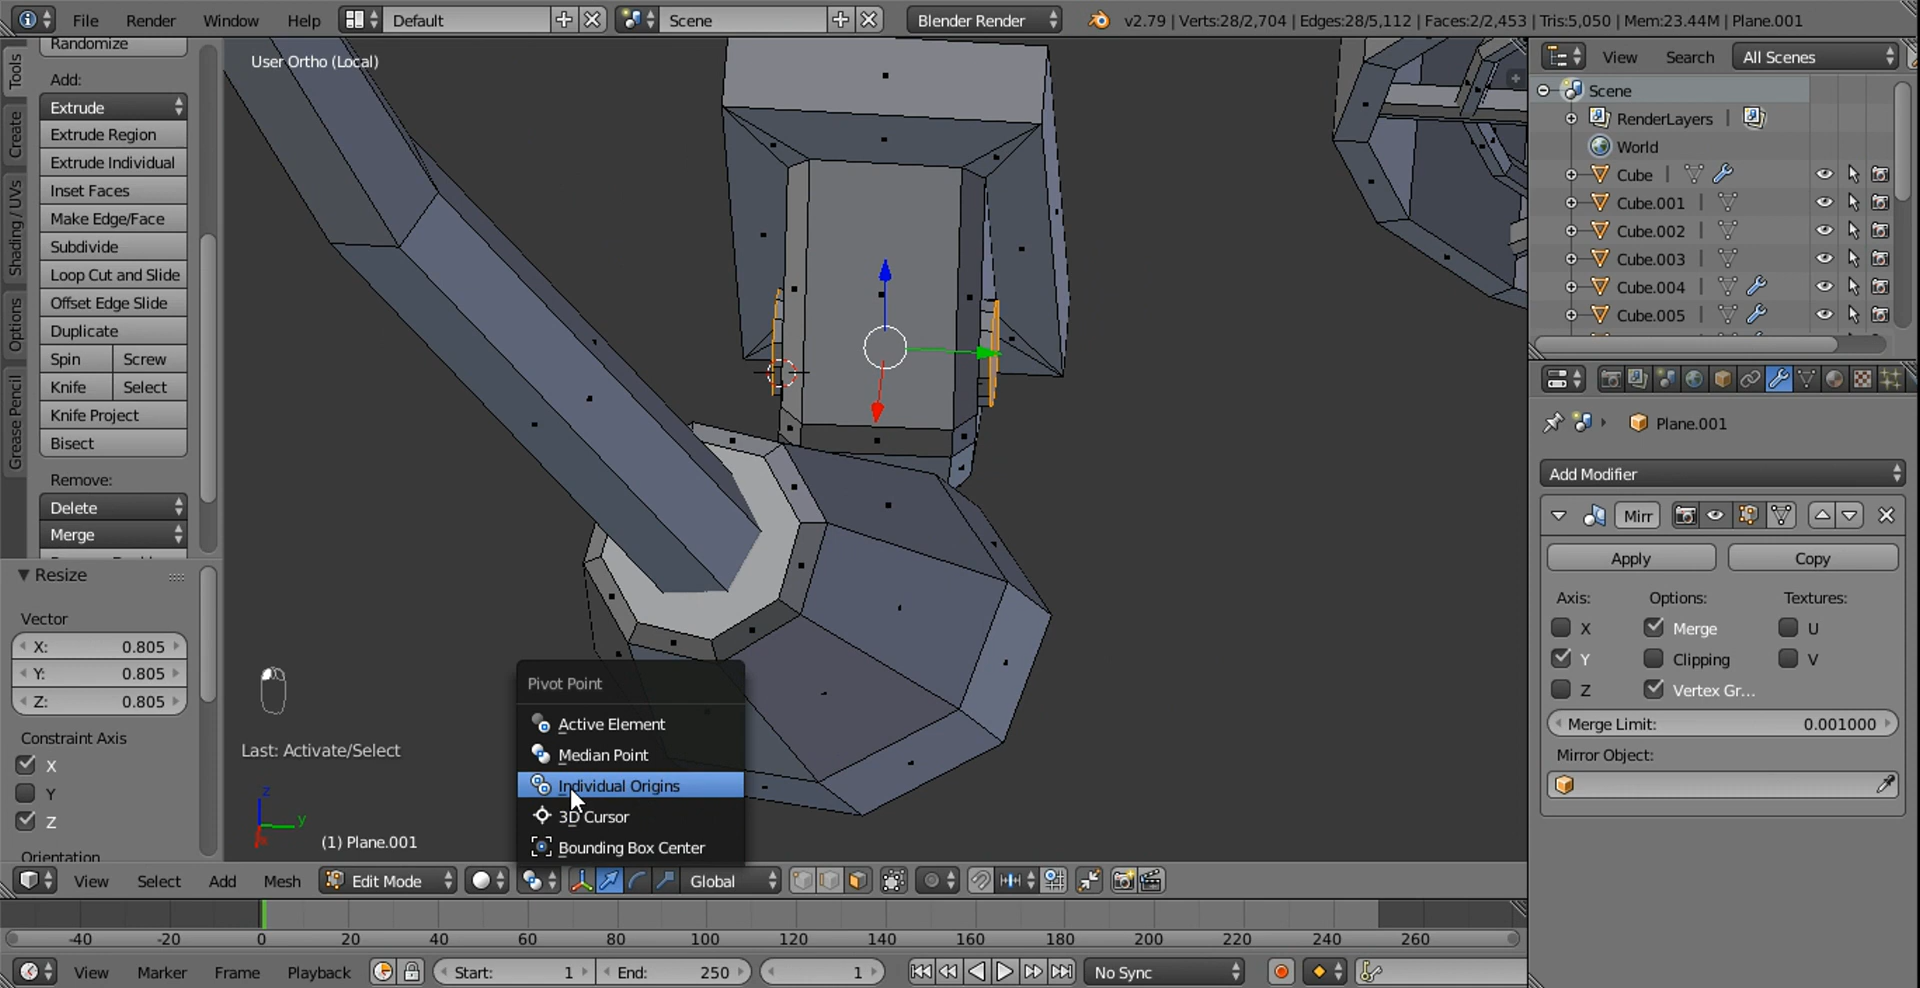 File Render Window Help Default Scene Blender Render v2.79 | Verts:28/2,704 | Edges:28/5,112 | Faces:2/2,453 | Tris:5,050 | Mem:23.44M | Plane.001
Randomize
Add:
Extrude
Extrude Region
Extrude Individual
Inset Faces
Make Edge/Face
Subdivide
Loop Cut and Slide
Offset Edge Slide
Duplicate
Spin Screw
Knife Select
Knife Project
Bisect
Remove:
Delete
Merge
Tools
Create
Shading / UVs
Options
Grease Pencil
Resize
Vector
X: 0.805
Y: 0.805
Z: 0.805
Constraint Axis
X
Y
Z
Orientation
User Ortho (Local)
Last: Activate/Select
z
y
(1) Plane.001
Pivot Point
Active Element
Median Point
Individual Origins
3D Cursor
Bounding Box Center
View Select Add Mesh Edit Mode Global
-40 -20 0 20 40 60 80 100 120 140 160 180 200 220 240 260
View Marker Frame Playback Start: 1 End: 250 1 No Sync
View Search All Scenes
Scene
RenderLayers |
World
Cube |
Cube.001 |
Cube.002 |
Cube.003 |
Cube.004 |
Cube.005 |
Plane.001
Add Modifier
Mirr
Apply Copy
Axis: Options: Textures:
X Merge U
Y Clipping V
Z Vertex Gr...
Merge Limit: 0.001000
Mirror Object: